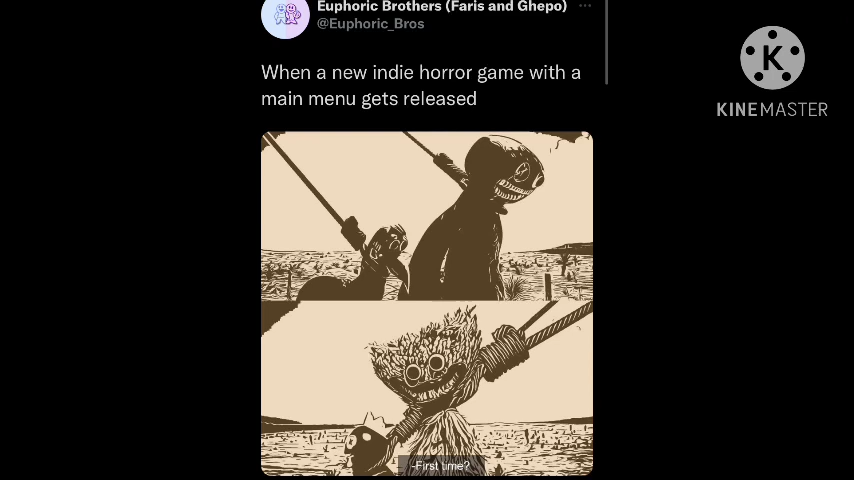 Euphoric Brothers (Faris and Ghepo) ...
@Euphoric_Bros
When a new indie horror game with a
main menu gets released
K
KINEMASTER
-First time?